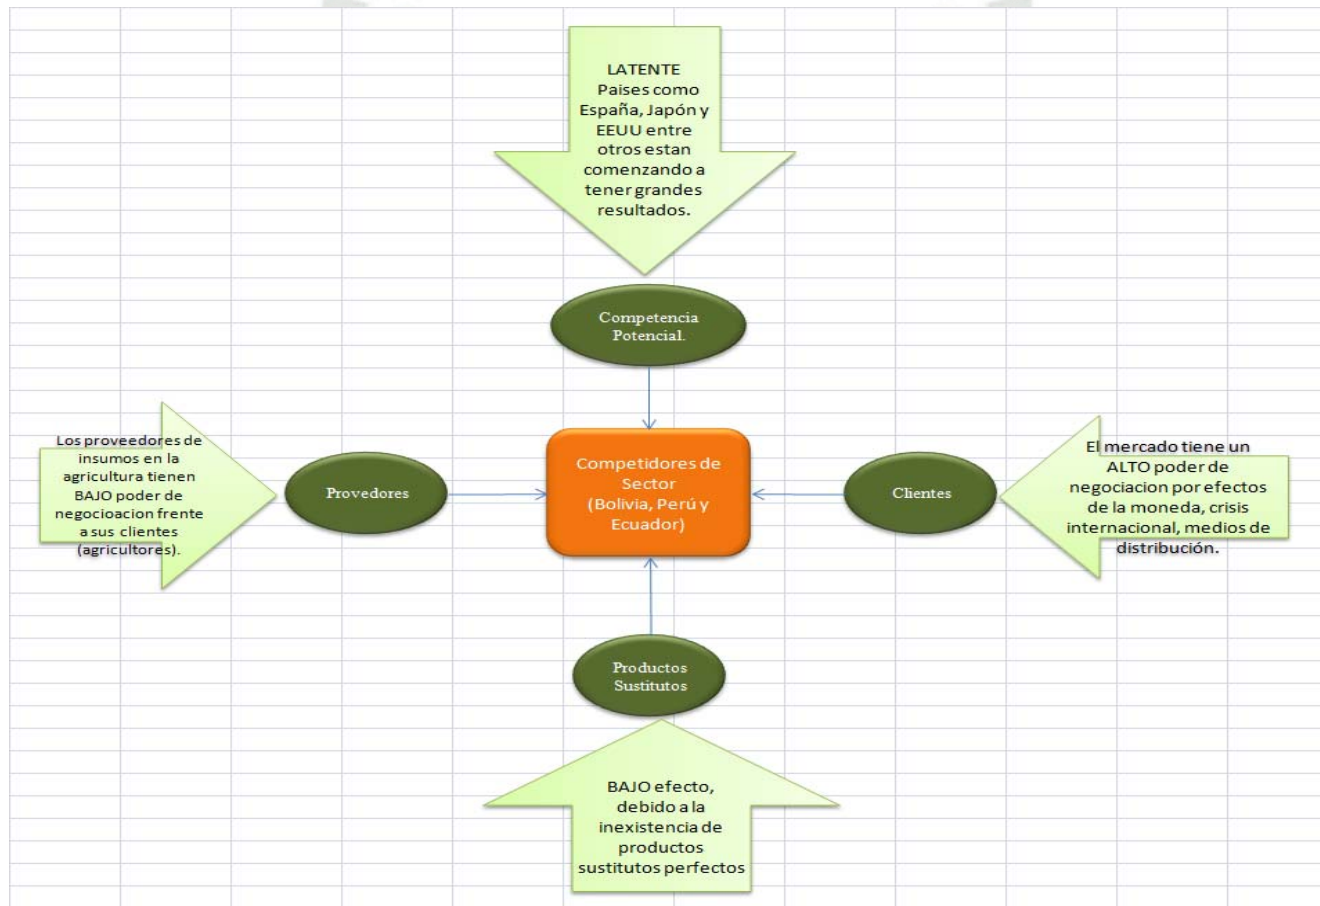 LATENTE
Paises como
España, Japón y
EEUU entre
otros estan
comenzando a
tener grandes
resultados.
Competencia
Potencial.
Los proveedores de
insumos en la
agricultura tienen
BAJO poder de
negocioacion frente
a sus clientes
(agricultores).
Provedores
Competidores de
Sector
(Bolivia, Perú y
Ecuador)
Clientes
El mercado tiene un
ALTO poder de
negociacion por efectos
de la moneda, crisis
internacional, medios de
distribución.
Productos
Sustitutos
BAJO efecto,
debido a la
inexistencia de
productos
sustitutos perfectos